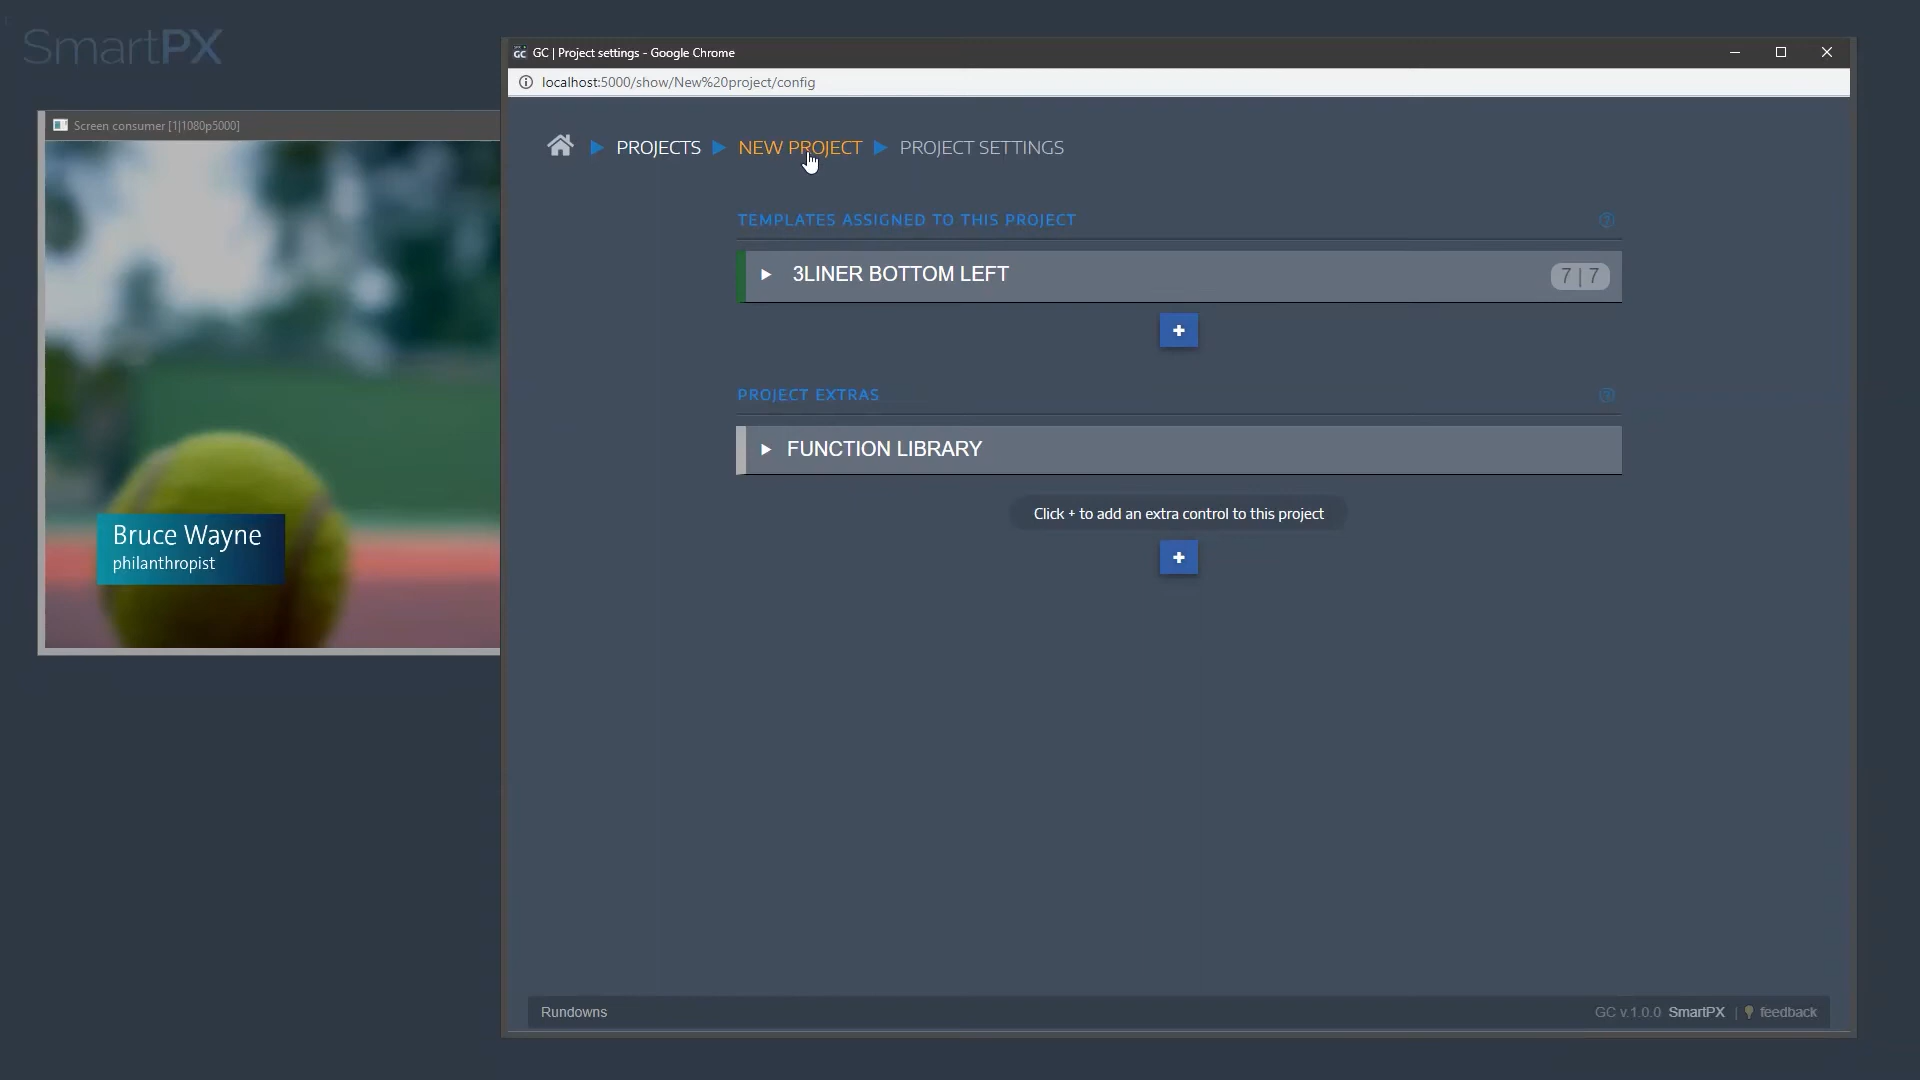 SmartPX
GC | Project settings - Google Chrome
localhost:5000/show/New%20project/config
Screen consumer [1|1080p5000]
PROJECTS NEW PROJECT PROJECT SETTINGS
TEMPLATES ASSIGNED TO THIS PROJECT
3LINER BOTTOM LEFT
7 | 7
PROJECT EXTRAS
FUNCTION LIBRARY
Click + to add an extra control to this project
Bruce Wayne
philanthropist
Rundowns
GC v.1.0.0 SmartPX | feedback